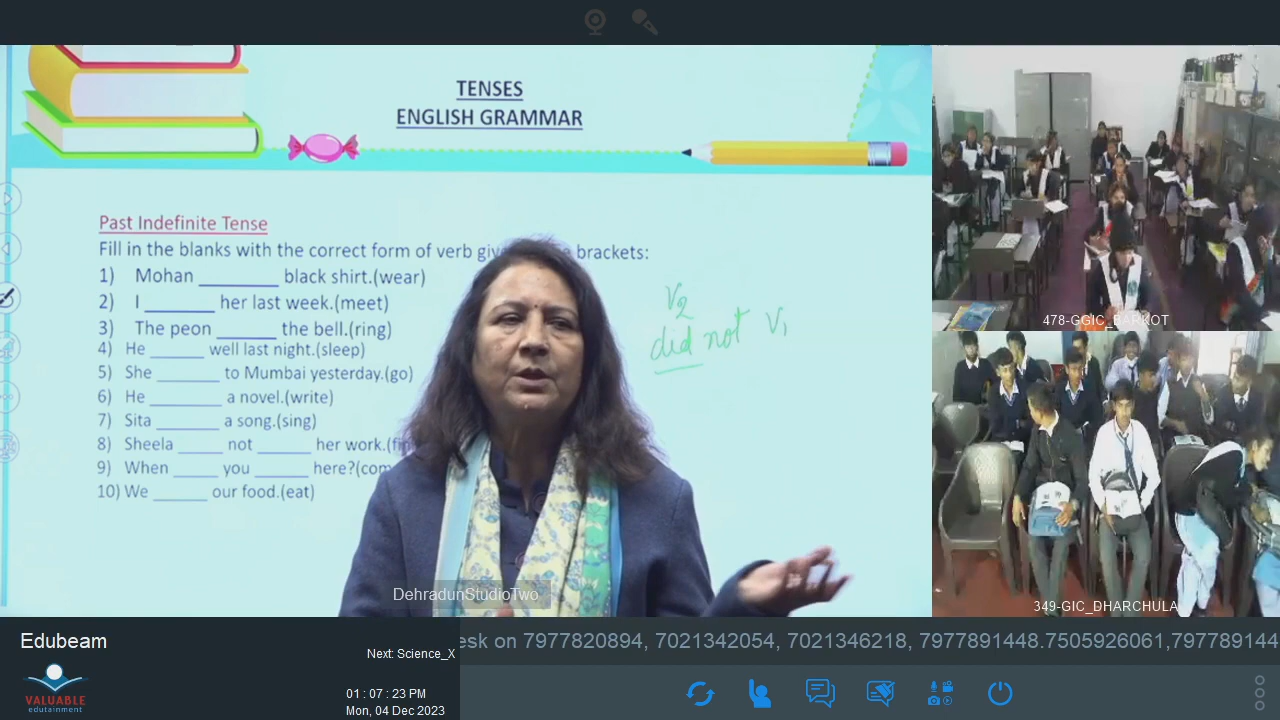 TENSES
ENGLISH GRAMMAR
Past Indefinite Tense
Fill in the blanks with the correct form of verb brackets:
1) Mohan ________ black shirt.(wear)
2) I _______ her last week.(meet)
3) The peon ______ the bell.(ring)
4) He ______ well last night.(sleep)
5) She _______ to Mumbai yesterday.(go)
6) He ________ a novel.(write)
7) Sita _______ a song.(sing)
8) Sheela _____ not ______ her work.(fin
9) When _____ you ______ here?(com
10) We ______ our food.(eat)
V2
did not V1
DehradunStudioTwo
478-GGIC_BARKOT
349-GIC_DHARCHULA
Edubeam
esk on 7977820894, 7021342054, 7021346218, 7977891448.7505926061,797789144
Next: Science_X
VALUABLE
edutainment
01 : 07 : 23 PM
Mon, 04 Dec 2023